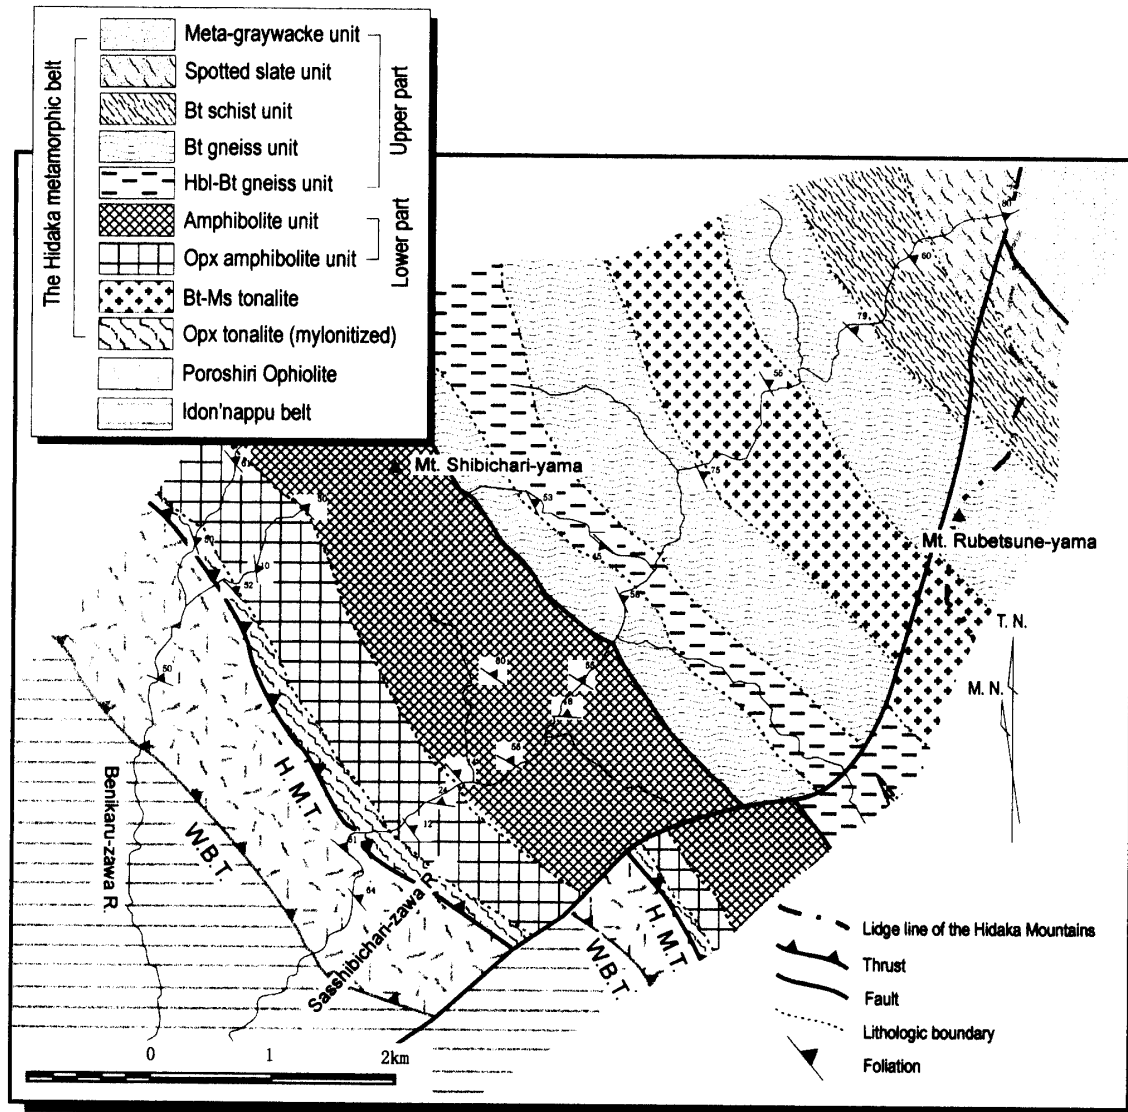 The Hidaka metamorphic belt
Meta-graywacke unit
Spotted slate unit
Bt schist unit
Bt gneiss unit
Hbl-Bt gneiss unit
Amphibolite unit
Opx amphibolite unit
Bt-Ms tonalite
Opx tonalite (mylonitized)
Poroshiri Ophiolite
Idon'nappu belt
Upper part
Lower part
80
60
79
55
75
Mt. Shibichari-yama
53
45
58
Mt. Rubetsune-yama
50
10
52
50
T. N.
M. N.
80
55
48
56
24
12
64
H.M.T.
W.B.T.
Benikaru-zawa R.
Sasshibichari-zawa R.
H.M.T.
W.B.T.
Lidge line of the Hidaka Mountains
Thrust
Fault
Lithologic boundary
Foliation
0 1 2km